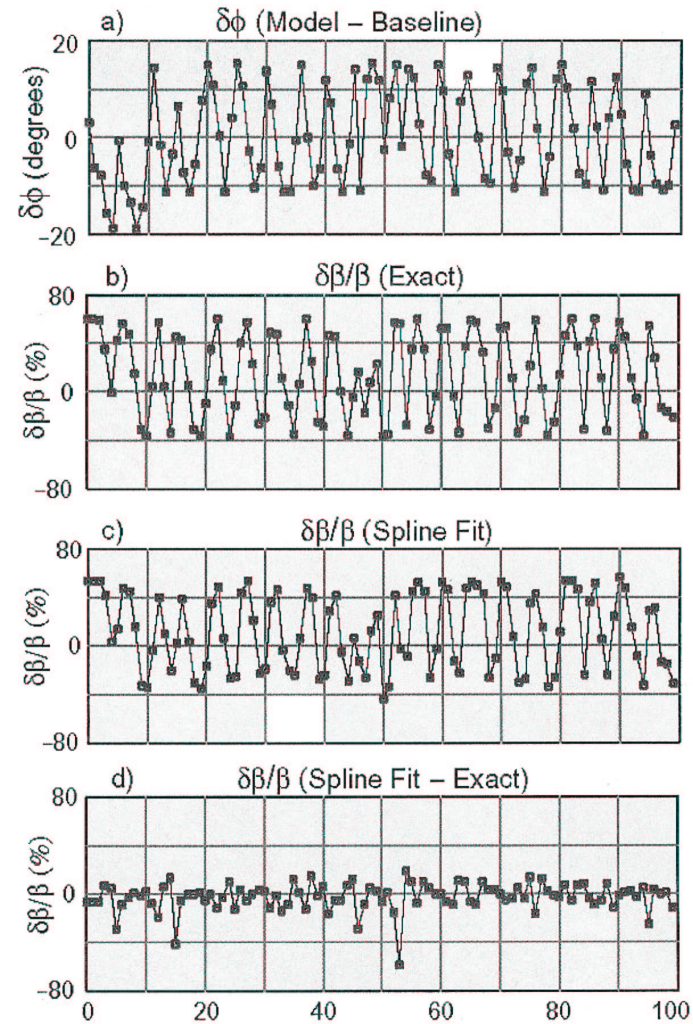 a) δϕ (Model – Baseline)
20
0
–20
δϕ (degrees)
b) δβ/β (Exact)
80
0
–80
δβ/β (%)
c) δβ/β (Spline Fit)
80
0
–80
δβ/β (%)
d) δβ/β (Spline Fit – Exact)
80
0
–80
δβ/β (%)
0 20 40 60 80 100